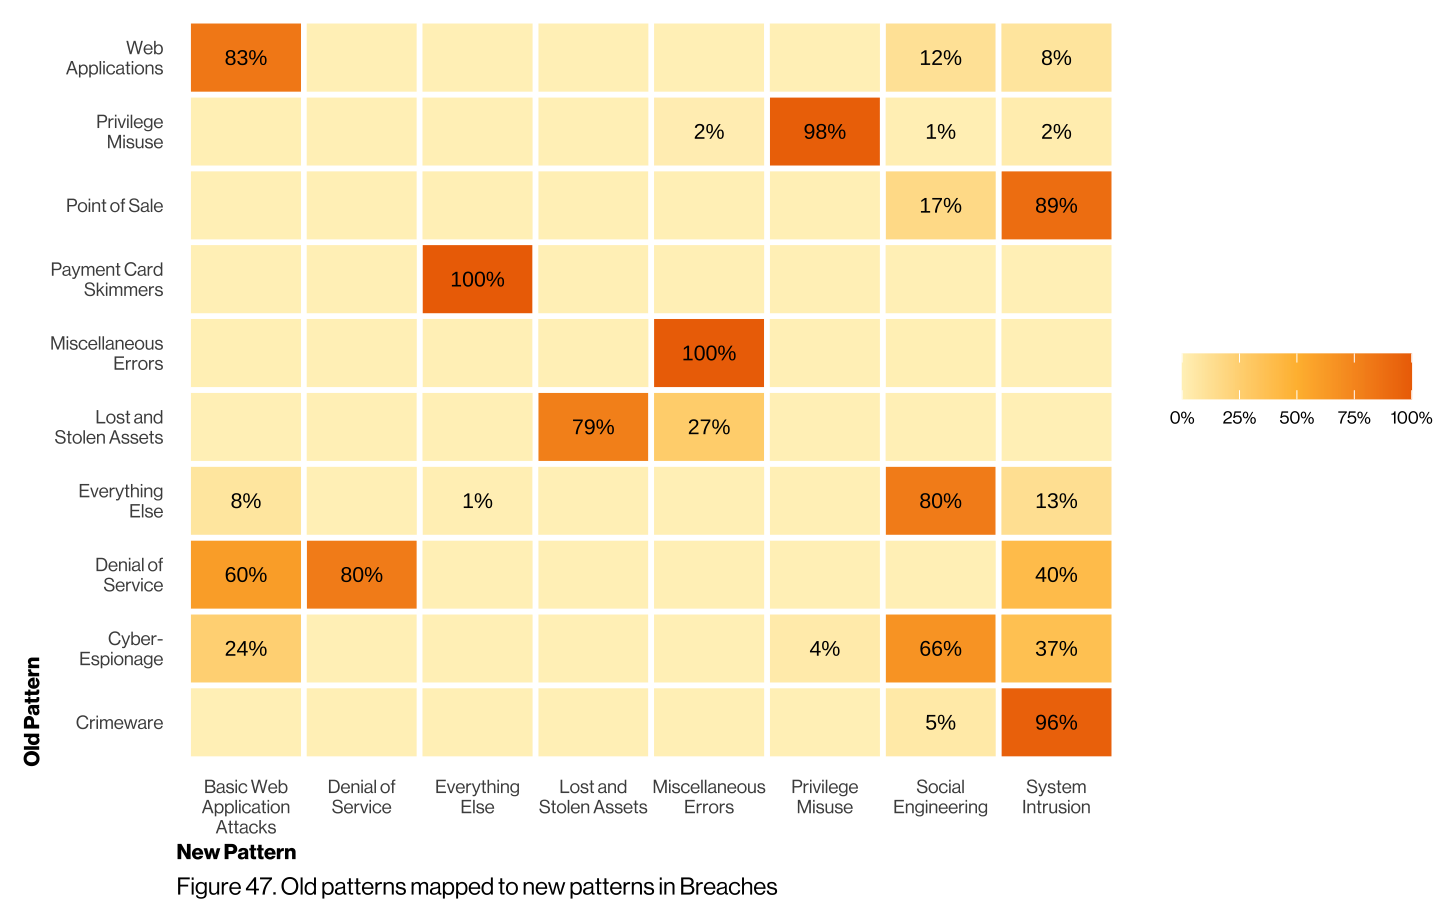 Web
Applications
83%
12%
8%
Privilege
Misuse
2%
98%
1%
2%
Point of Sale
17%
89%
Payment Card
Skimmers
100%
Miscellaneous
Errors
100%
Lost and
Stolen Assets
79%
27%
Everything
Else
8%
1%
80%
13%
Denial of
Service
60%
80%
40%
Cyber-
Espionage
24%
4%
66%
37%
Crimeware
5%
96%
Old Pattern
0% 25% 50% 75% 100%
Basic Web
Application
Attacks
Denial of
Service
Everything
Else
Lost and
Stolen Assets
Miscellaneous
Errors
Privilege
Misuse
Social
Engineering
System
Intrusion
New Pattern
Figure 47. Old patterns mapped to new patterns in Breaches